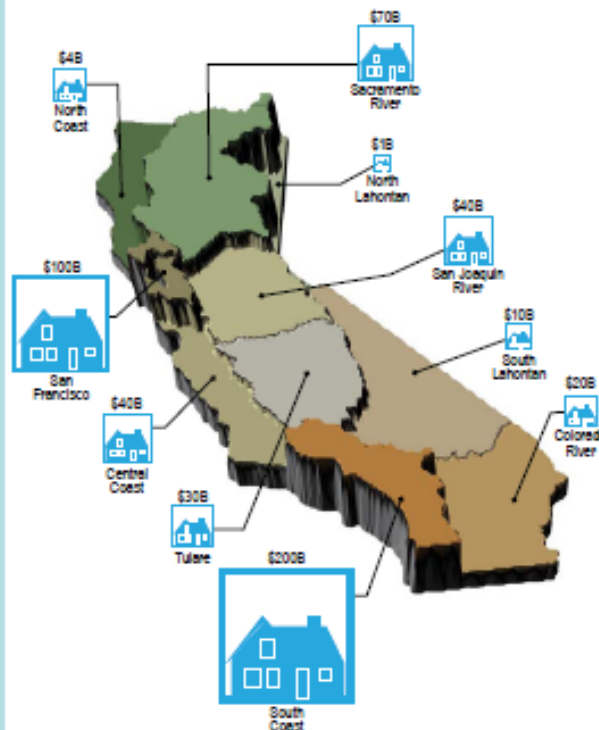 $70B
Sacramento
River
$4B
North
Coast
$1B
North
Lahontan
$40B
San Joaquin
River
$100B
San
Francisco
$10B
South
Lahontan
$20B
Colorad
River
$40B
Central
Coast
$30B
Tulare
$200B
South
Coast